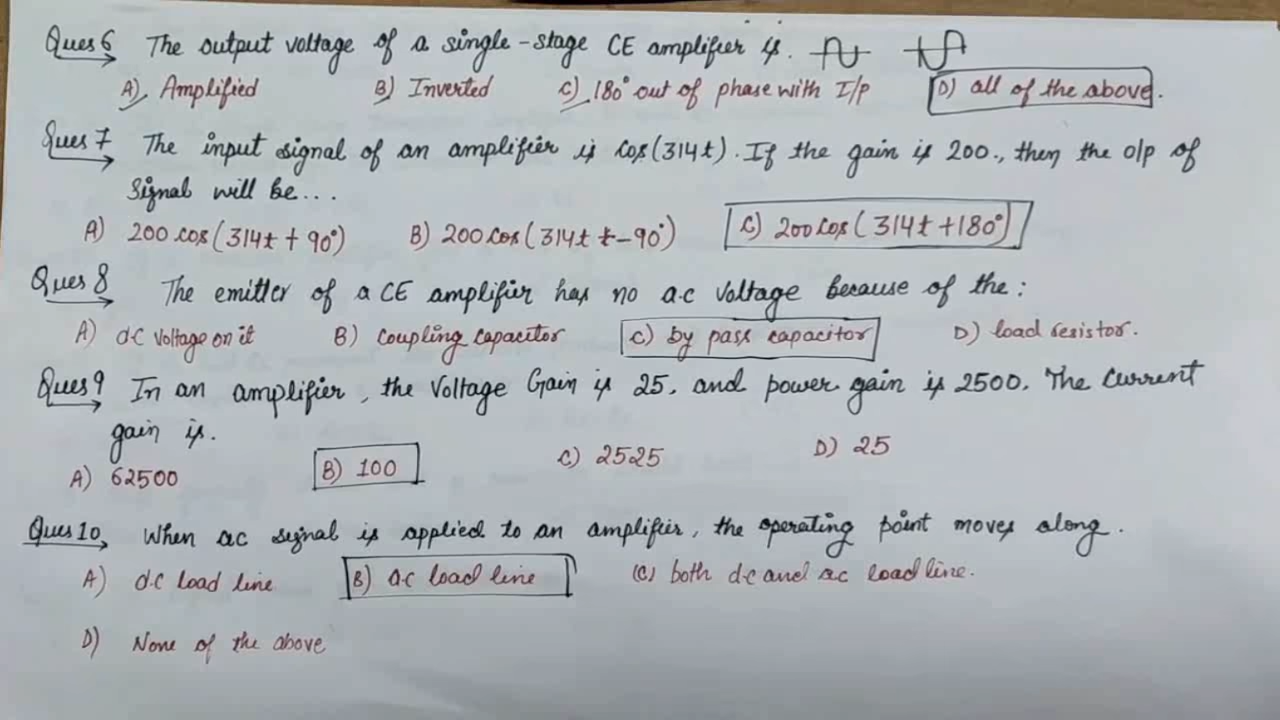 Ques 6 The output voltage of a single-stage CE amplifier is.
A) Amplified B) Inverted C) 180° out of phase with I/p D) all of the above.
Ques 7 The input signal of an amplifier is cos(314t). If the gain is 200., then the o/p of
signal will be...
A) 200 cos(314t + 90°) B) 200 cos(314t - 90°) C) 200 cos(314t + 180°)
Ques 8 The emitter of a CE amplifier has no a.c voltage because of the:
A) d.C voltage on it B) Coupling capacitor C) by pass capacitor D) load resistor.
Ques 9 In an amplifier, the Voltage Gain is 25, and power gain is 2500. The Current
gain is.
A) 62500 B) 100 C) 2525 D) 25
Ques 10, When ac signal is applied to an amplifier, the operating point moves along.
A) d.C load line B) a.c load line (C) both d.c and a.c load line.
D) None of the above